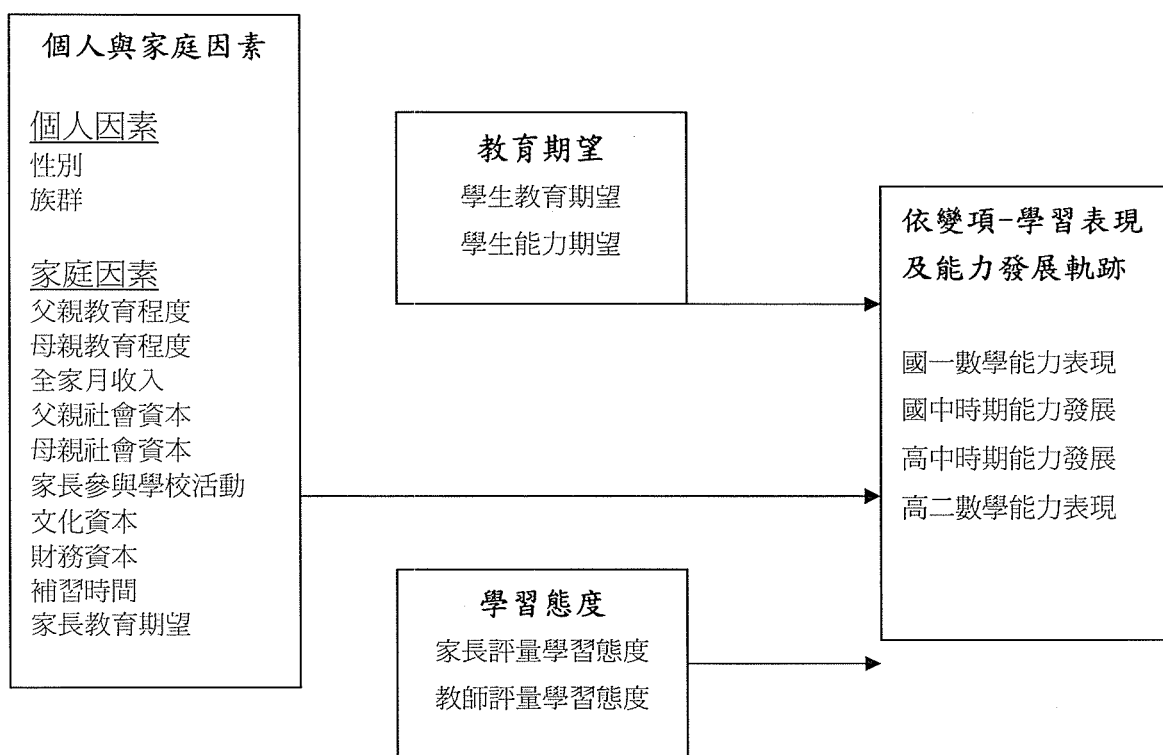 個人與家庭因素
個人因素
性別
族群
家庭因素
父親教育程度
母親教育程度
全家月收入
父親社會資本
母親社會資本
家長參與學校活動
文化資本
財務資本
補習時間
家長教育期望
教育期望
學生教育期望
學生能力期望
學習態度
家長評量學習態度
教師評量學習態度
依變項-學習表現
及能力發展軌跡
國一數學能力表現
國中時期能力發展
高中時期能力發展
高二數學能力表現